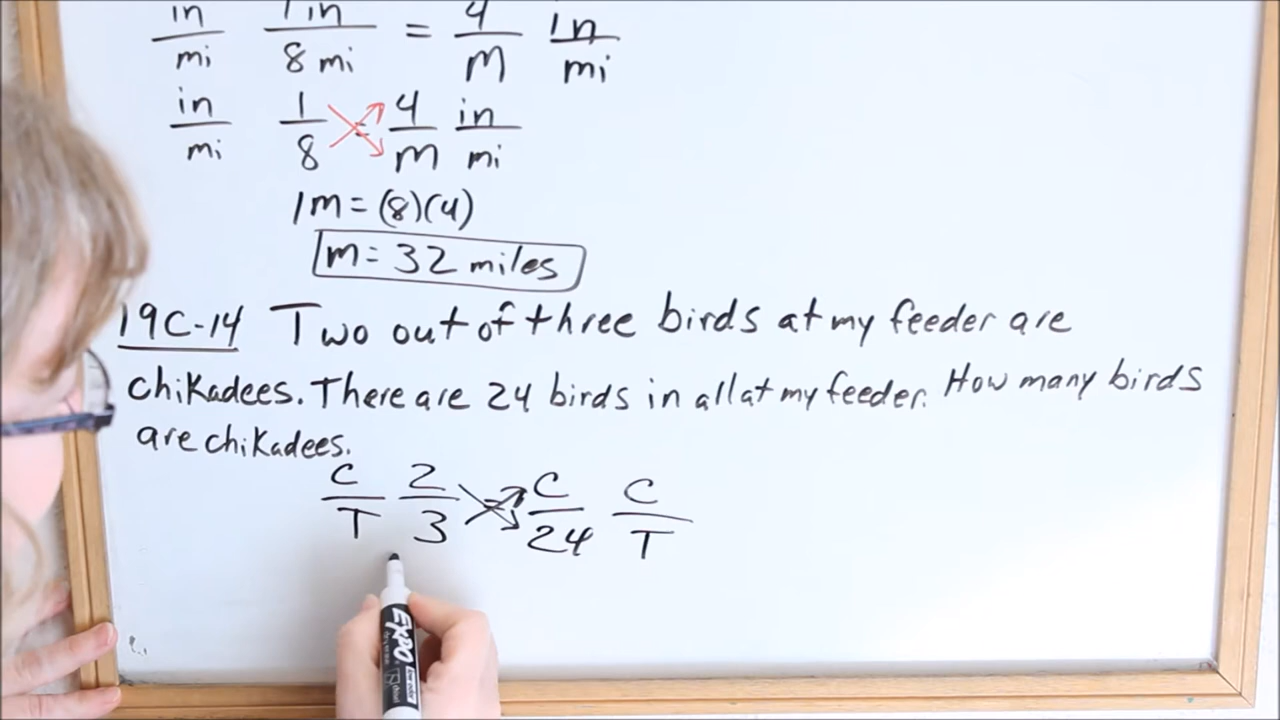 in 1 in = 4 in
mi 8 mi m mi
in 1 = 4 in
mi 8 m mi
1m = (8)(4)
m = 32 miles
19C-14 Two out of three birds at my feeder are
chikadees. There are 24 birds in all at my feeder. How many birds
are chikadees.
C 2 = C C
T 3 24 T
EXPO